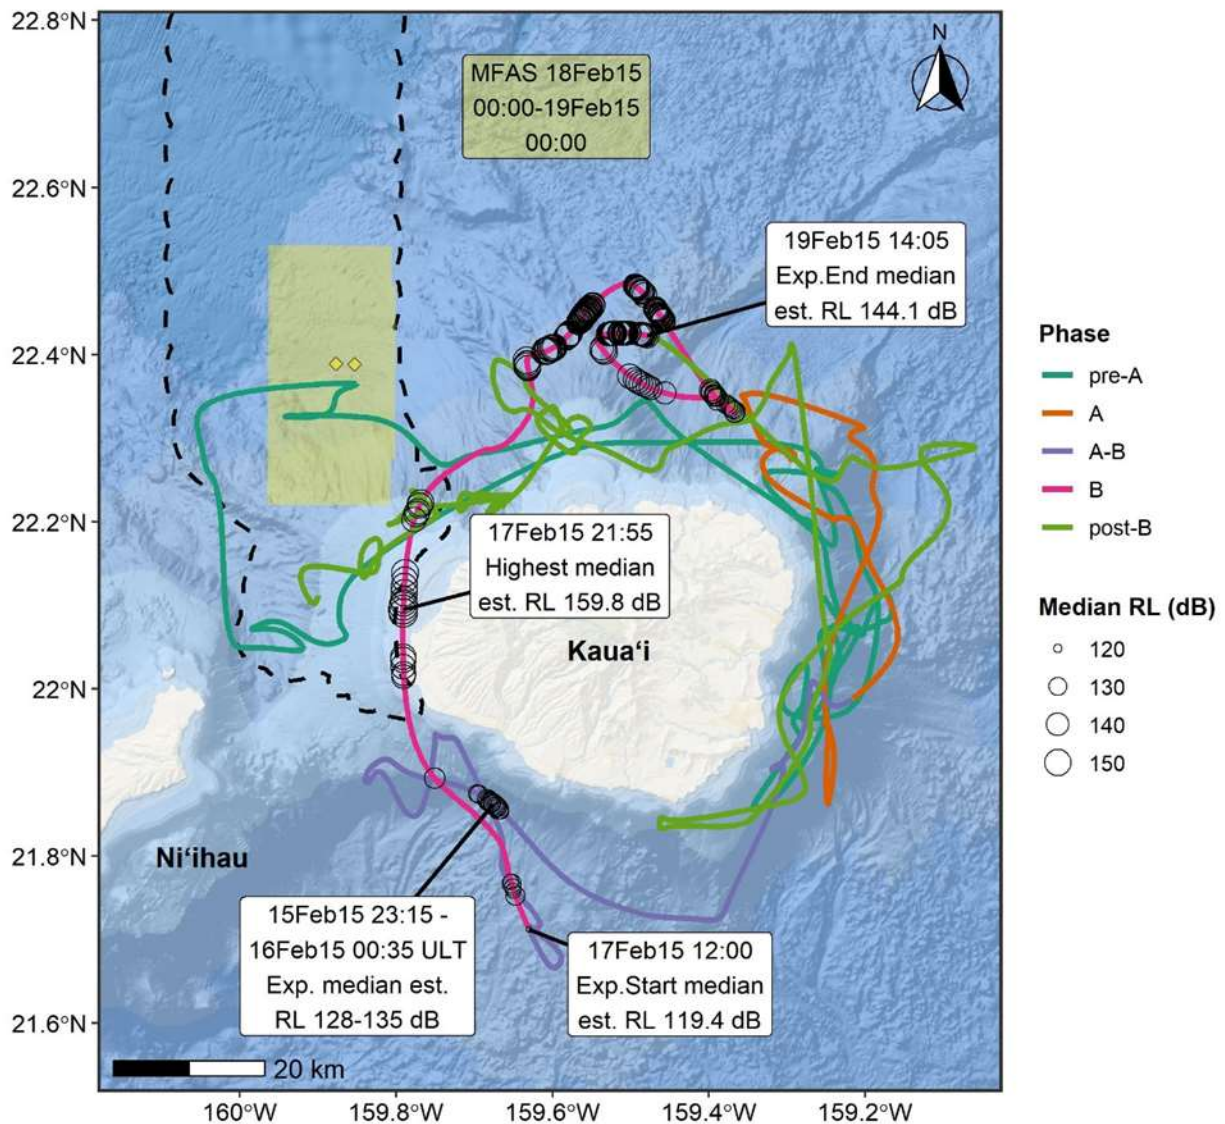 22.8°N
22.6°N
22.4°N
22.2°N
22°N
21.8°N
21.6°N
MFAS 18Feb15
00:00-19Feb15
00:00
N
19Feb15 14:05
Exp.End median
est. RL 144.1 dB
17Feb15 21:55
Highest median
est. RL 159.8 dB
Kauaʻi
Niʻihau
15Feb15 23:15 -
16Feb15 00:35 ULT
Exp. median est.
RL 128-135 dB
17Feb15 12:00
Exp.Start median
est. RL 119.4 dB
20 km
160°W
159.8°W
159.6°W
159.4°W
159.2°W
Phase
pre-A
A
A-B
B
post-B
Median RL (dB)
120
130
140
150